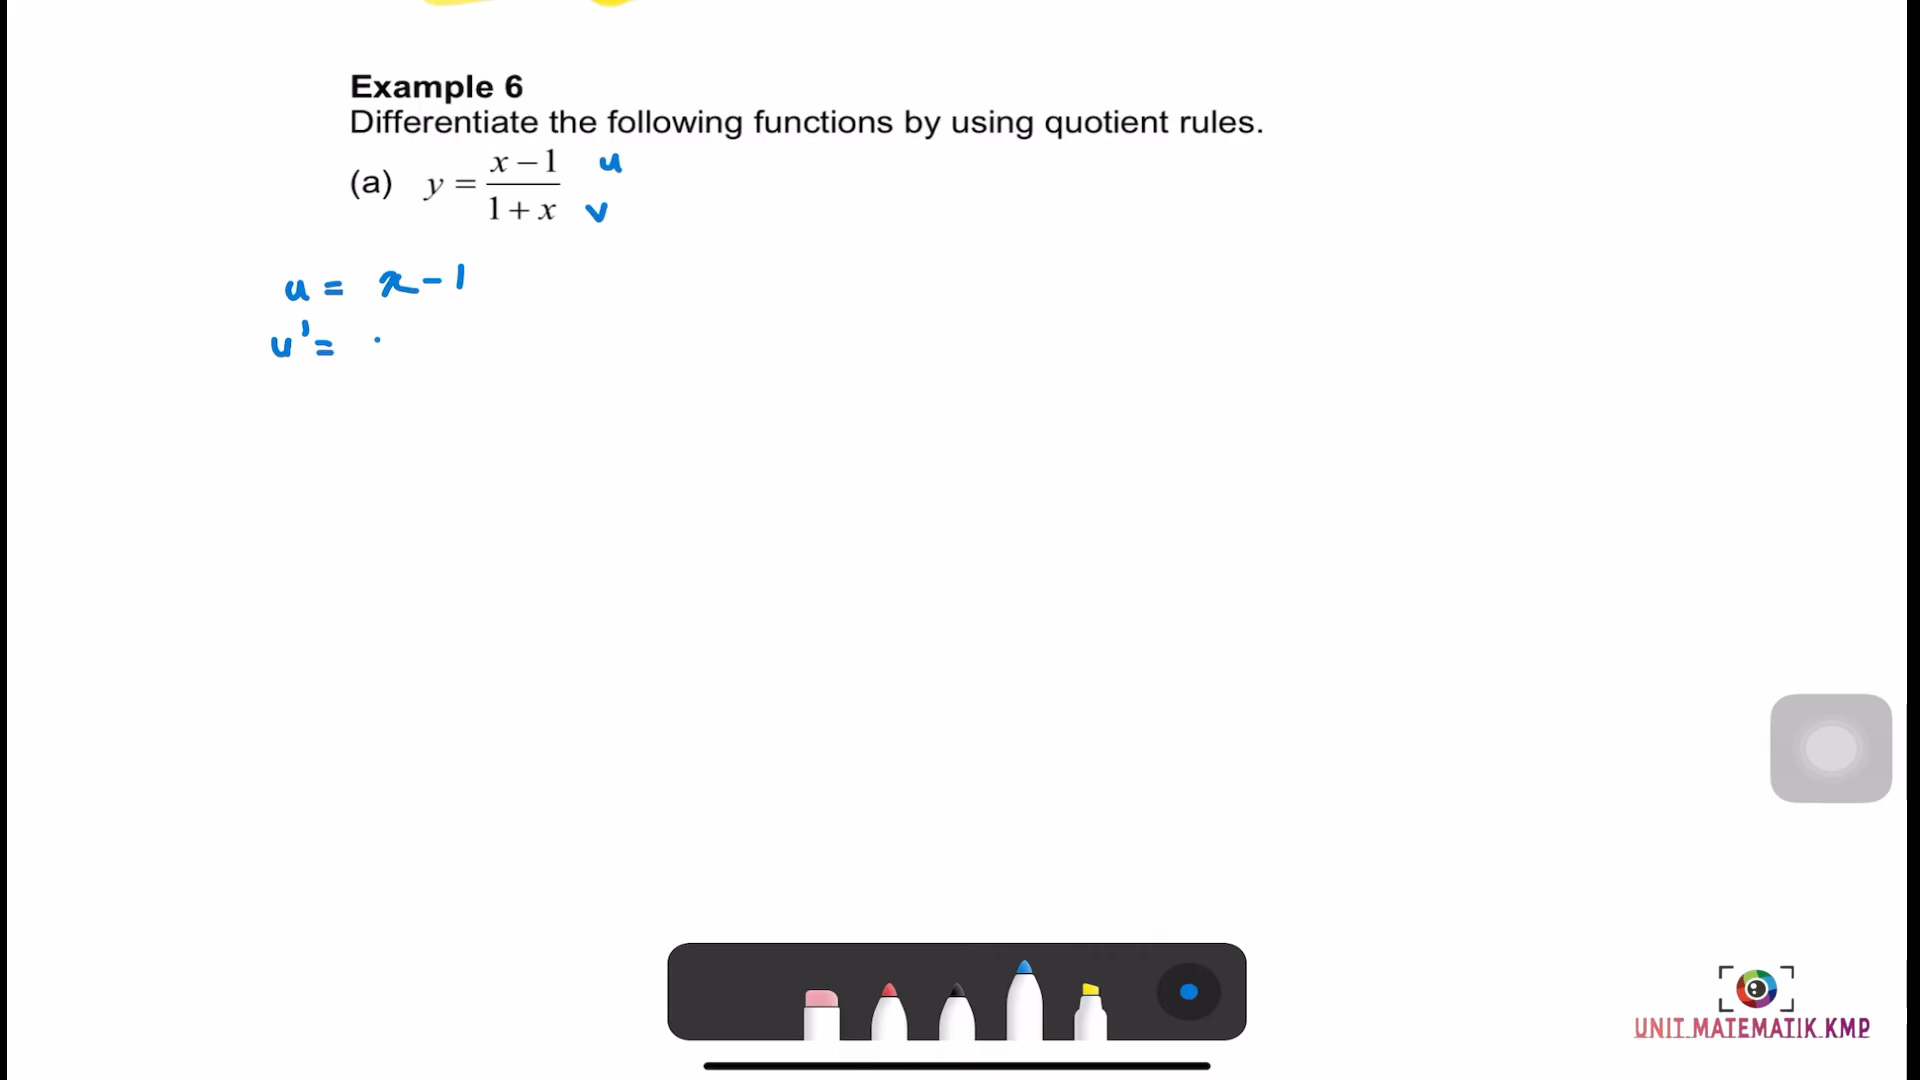 Example 6
Differentiate the following functions by using quotient rules.
(a) y = (x − 1)/(1 + x) u v
u = x - 1
u' =
UNIT.MATEMATIK.KMP